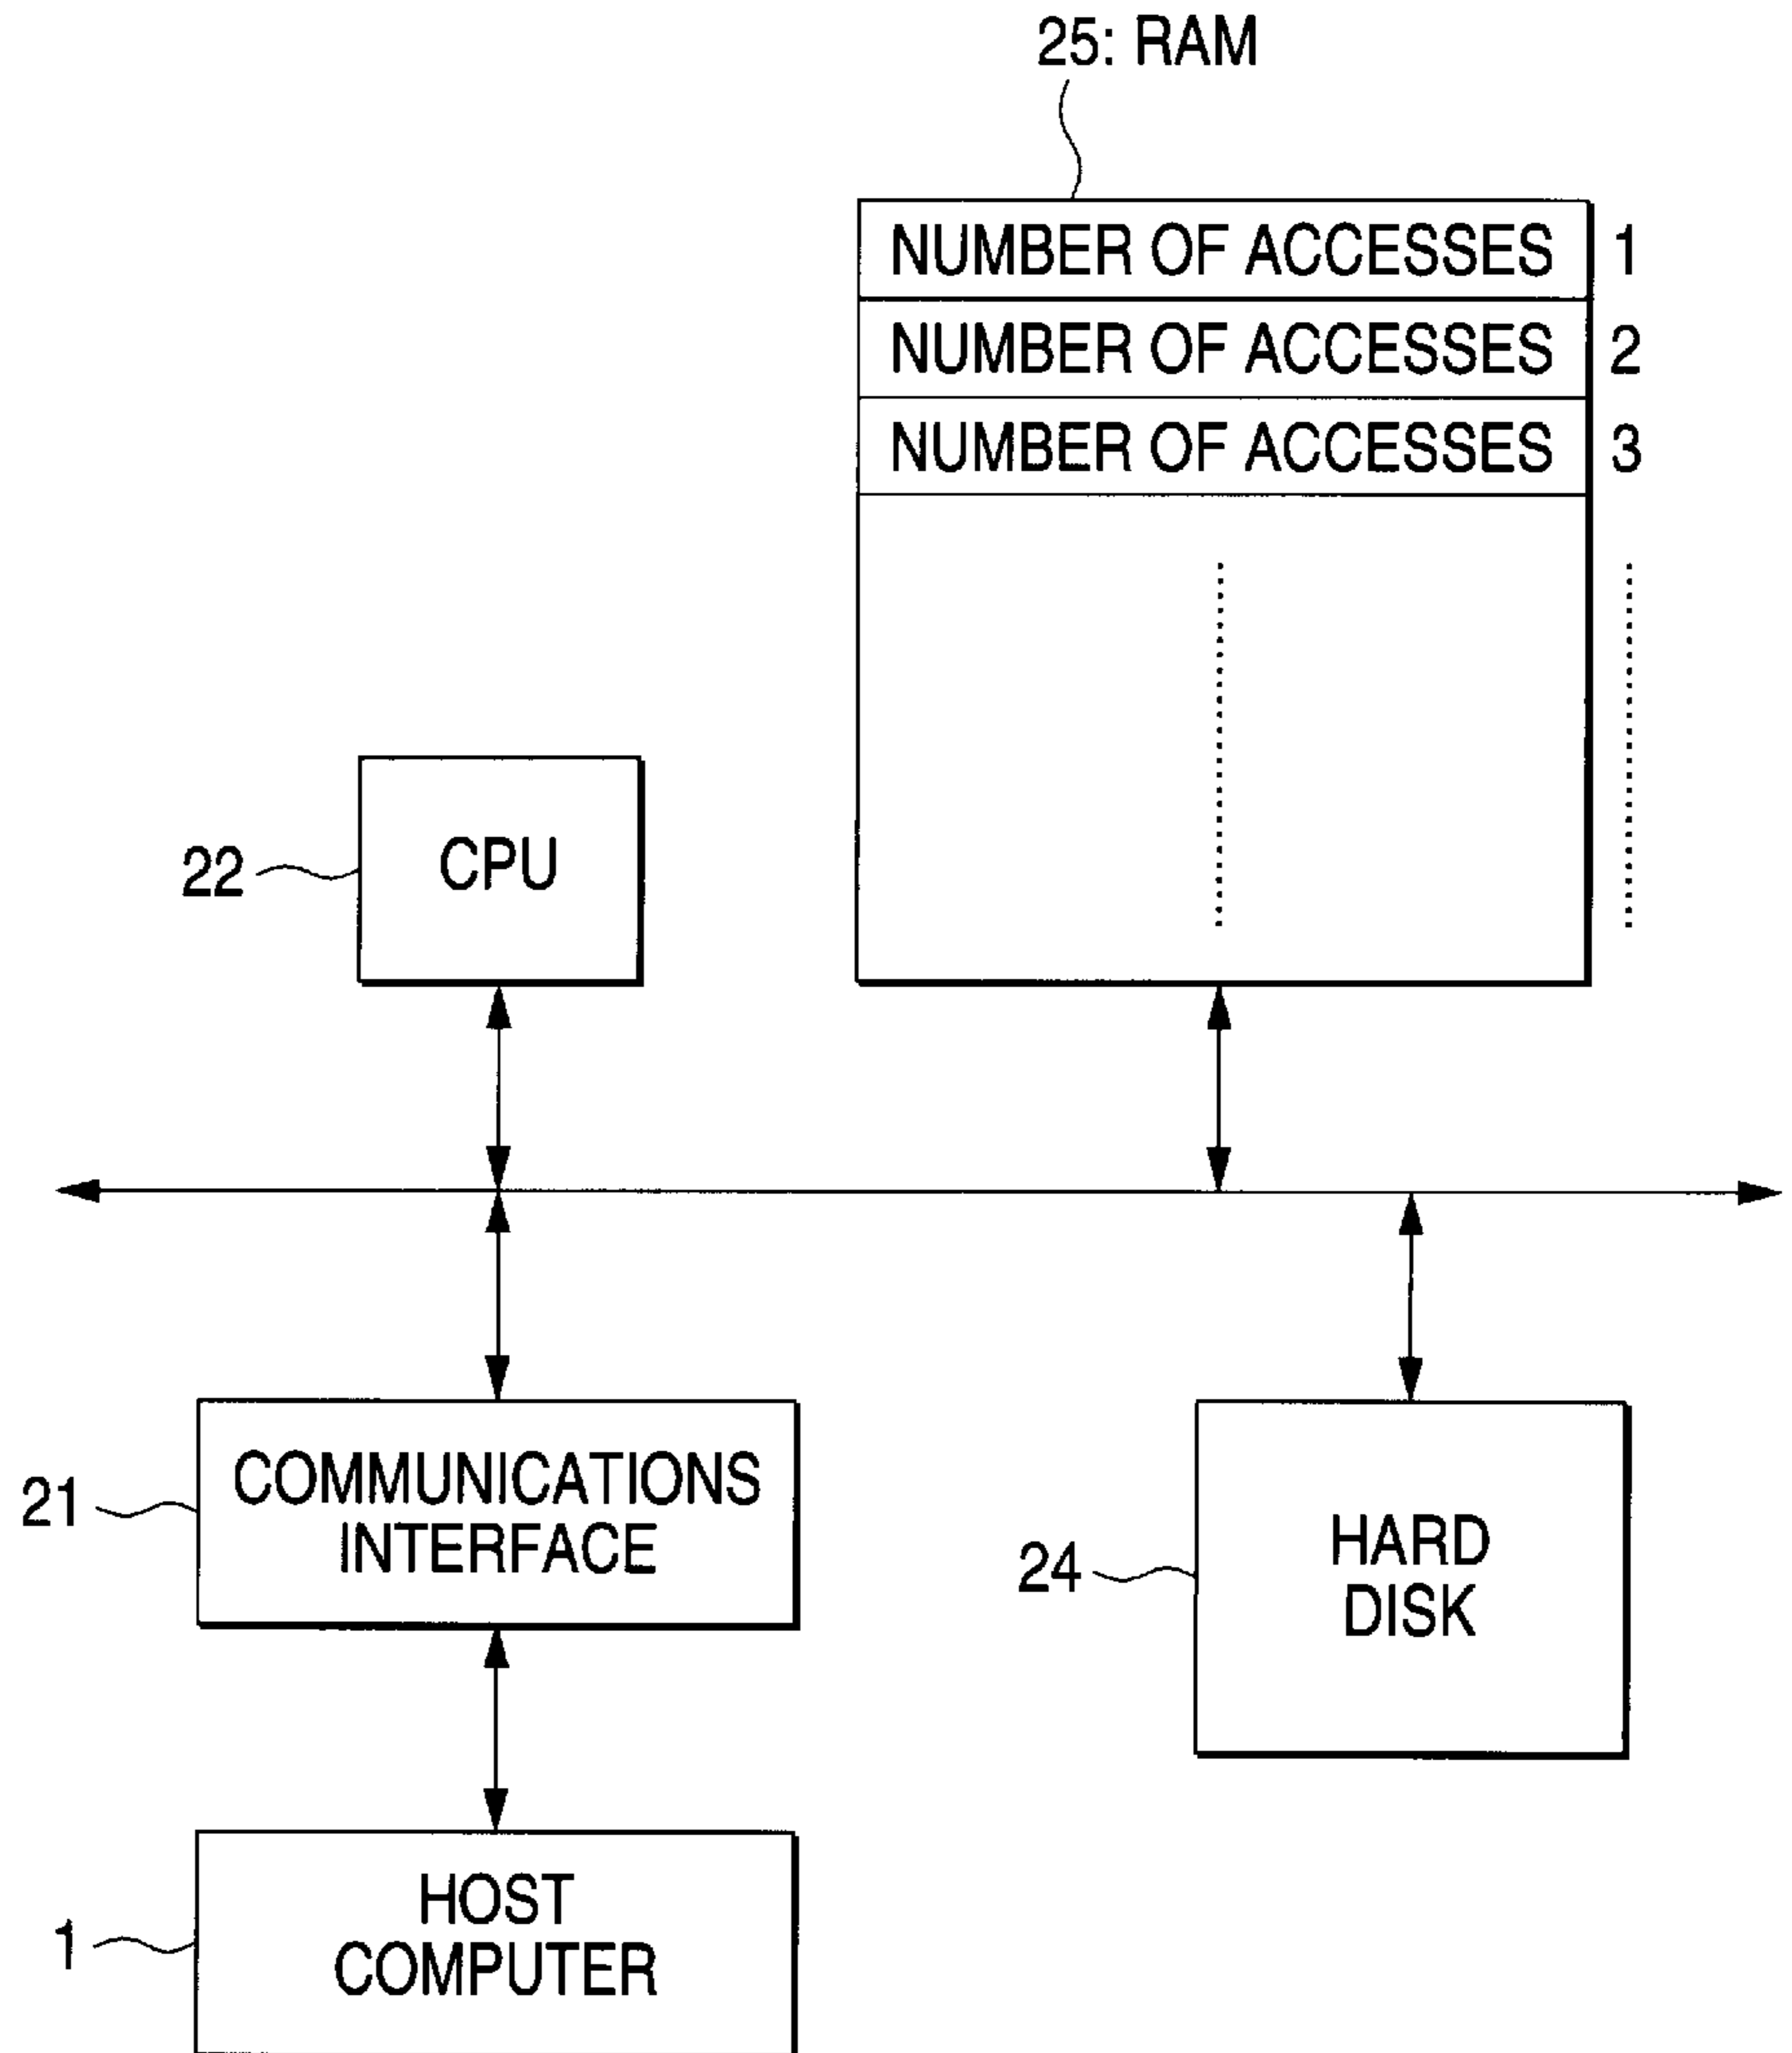 25: RAM
NUMBER OF ACCESSES 1
NUMBER OF ACCESSES 2
NUMBER OF ACCESSES 3
22
CPU
21
COMMUNICATIONS
INTERFACE
24
HARD
DISK
1
HOST
COMPUTER